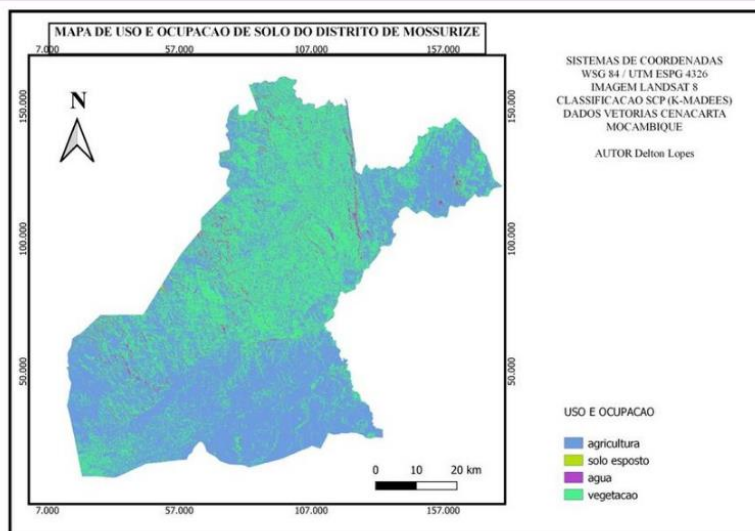 MAPA DE USO E OCUPACAO DE SOLO DO DISTRITO DE MOSSURIZE
7.000 57.000 107.000 157.000
SISTEMAS DE COORDENADAS
WSG 84 / UTM ESPG 4326
IMAGEM LANDSAT 8
CLASSIFICACAO SCP (K-MADEES)
DADOS VETORIAS CENACARTA
MOCAMBIQUE
AUTOR Delton Lopes
N
150.000 150.000
100.000 100.000
50.000 50.000
USO E OCUPACAO
agricultura
solo esposto
agua
vegetacao
0 10 20 km
7.000 57.000 107.000 157.000